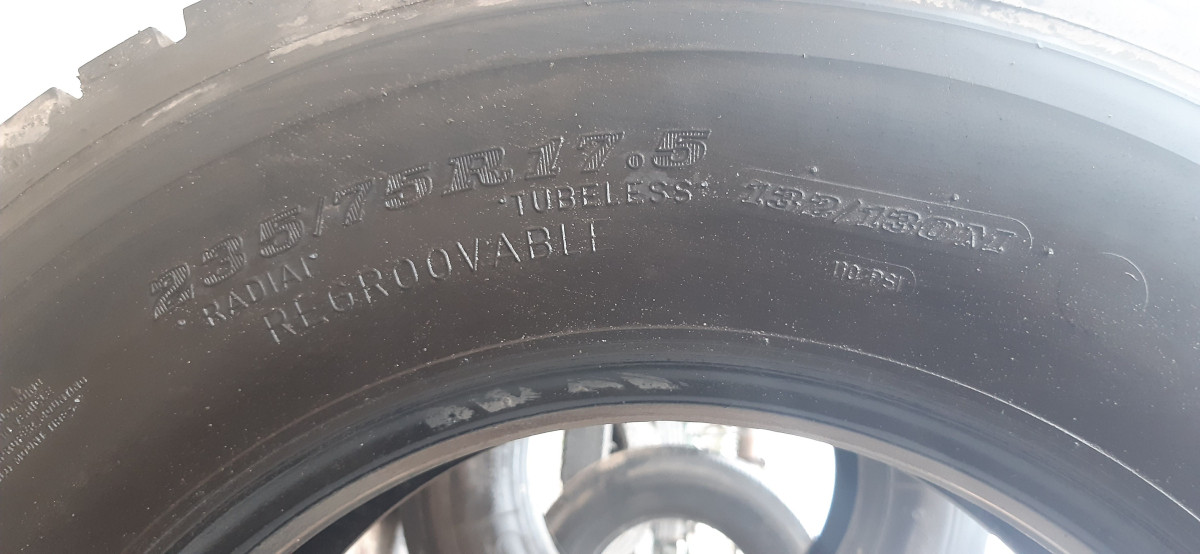 235/75R17.5
TUBELESS
132/130M
RADIAL
REGROOVABLE
110 PSI